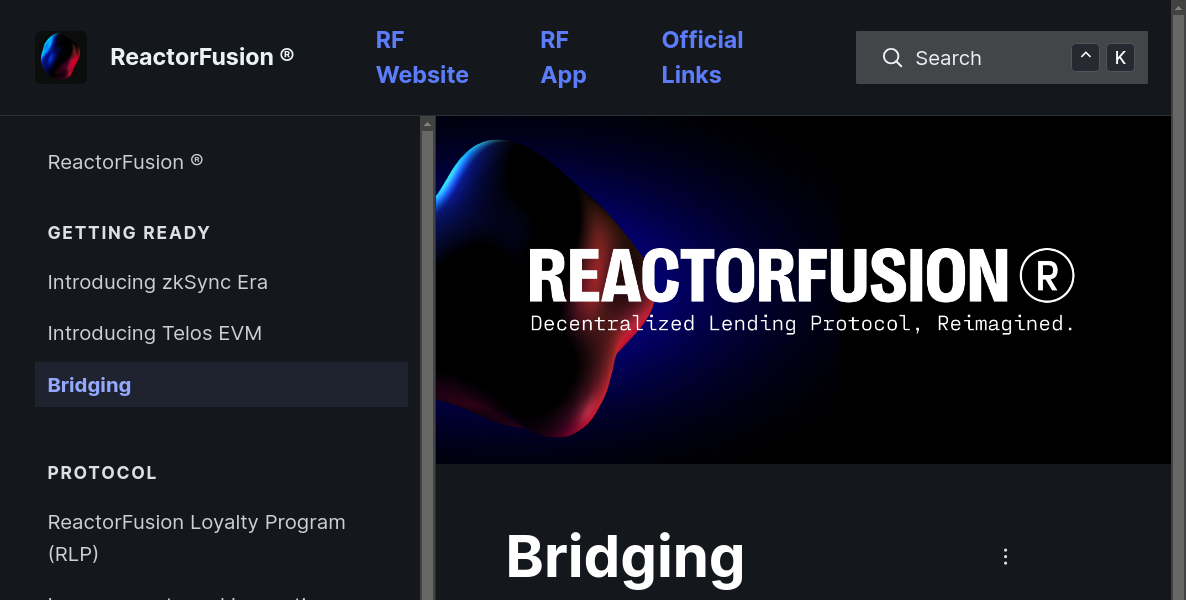 ReactorFusion ®
RF
Website
RF
App
Official
Links
Search
^ K
ReactorFusion ®
GETTING READY
Introducing zkSync Era
Introducing Telos EVM
Bridging
PROTOCOL
ReactorFusion Loyalty Program
(RLP)
REACTORFUSION®
Decentralized Lending Protocol, Reimagined.
Bridging